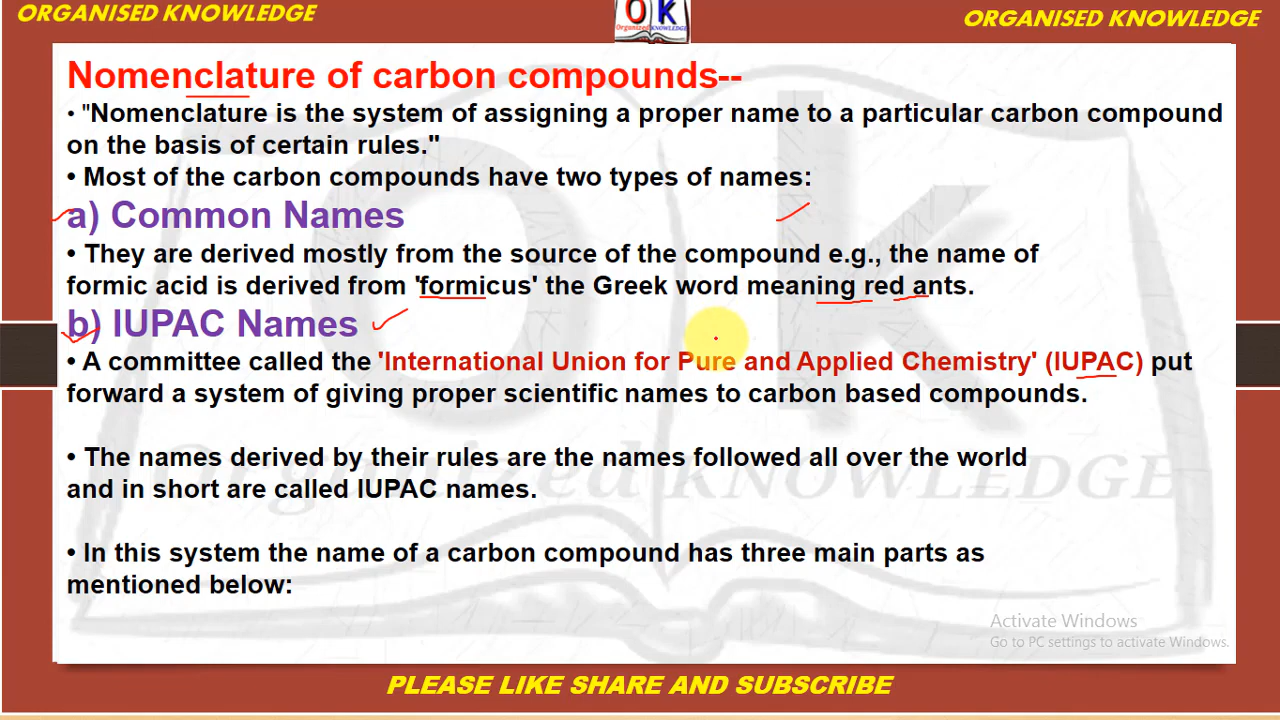 ORGANISED KNOWLEDGE
ORGANISED KNOWLEDGE
O K
Organized KNOWLEDGE
Nomenclature of carbon compounds--
• "Nomenclature is the system of assigning a proper name to a particular carbon compound
on the basis of certain rules."
• Most of the carbon compounds have two types of names:
a) Common Names
• They are derived mostly from the source of the compound e.g., the name of
formic acid is derived from 'formicus' the Greek word meaning red ants.
b) IUPAC Names
• A committee called the 'International Union for Pure and Applied Chemistry' (IUPAC) put
forward a system of giving proper scientific names to carbon based compounds.
• The names derived by their rules are the names followed all over the world
and in short are called IUPAC names.
• In this system the name of a carbon compound has three main parts as
mentioned below:
O k
Organized KNOWLEDGE
Activate Windows
Go to PC settings to activate Windows.
PLEASE LIKE SHARE AND SUBSCRIBE